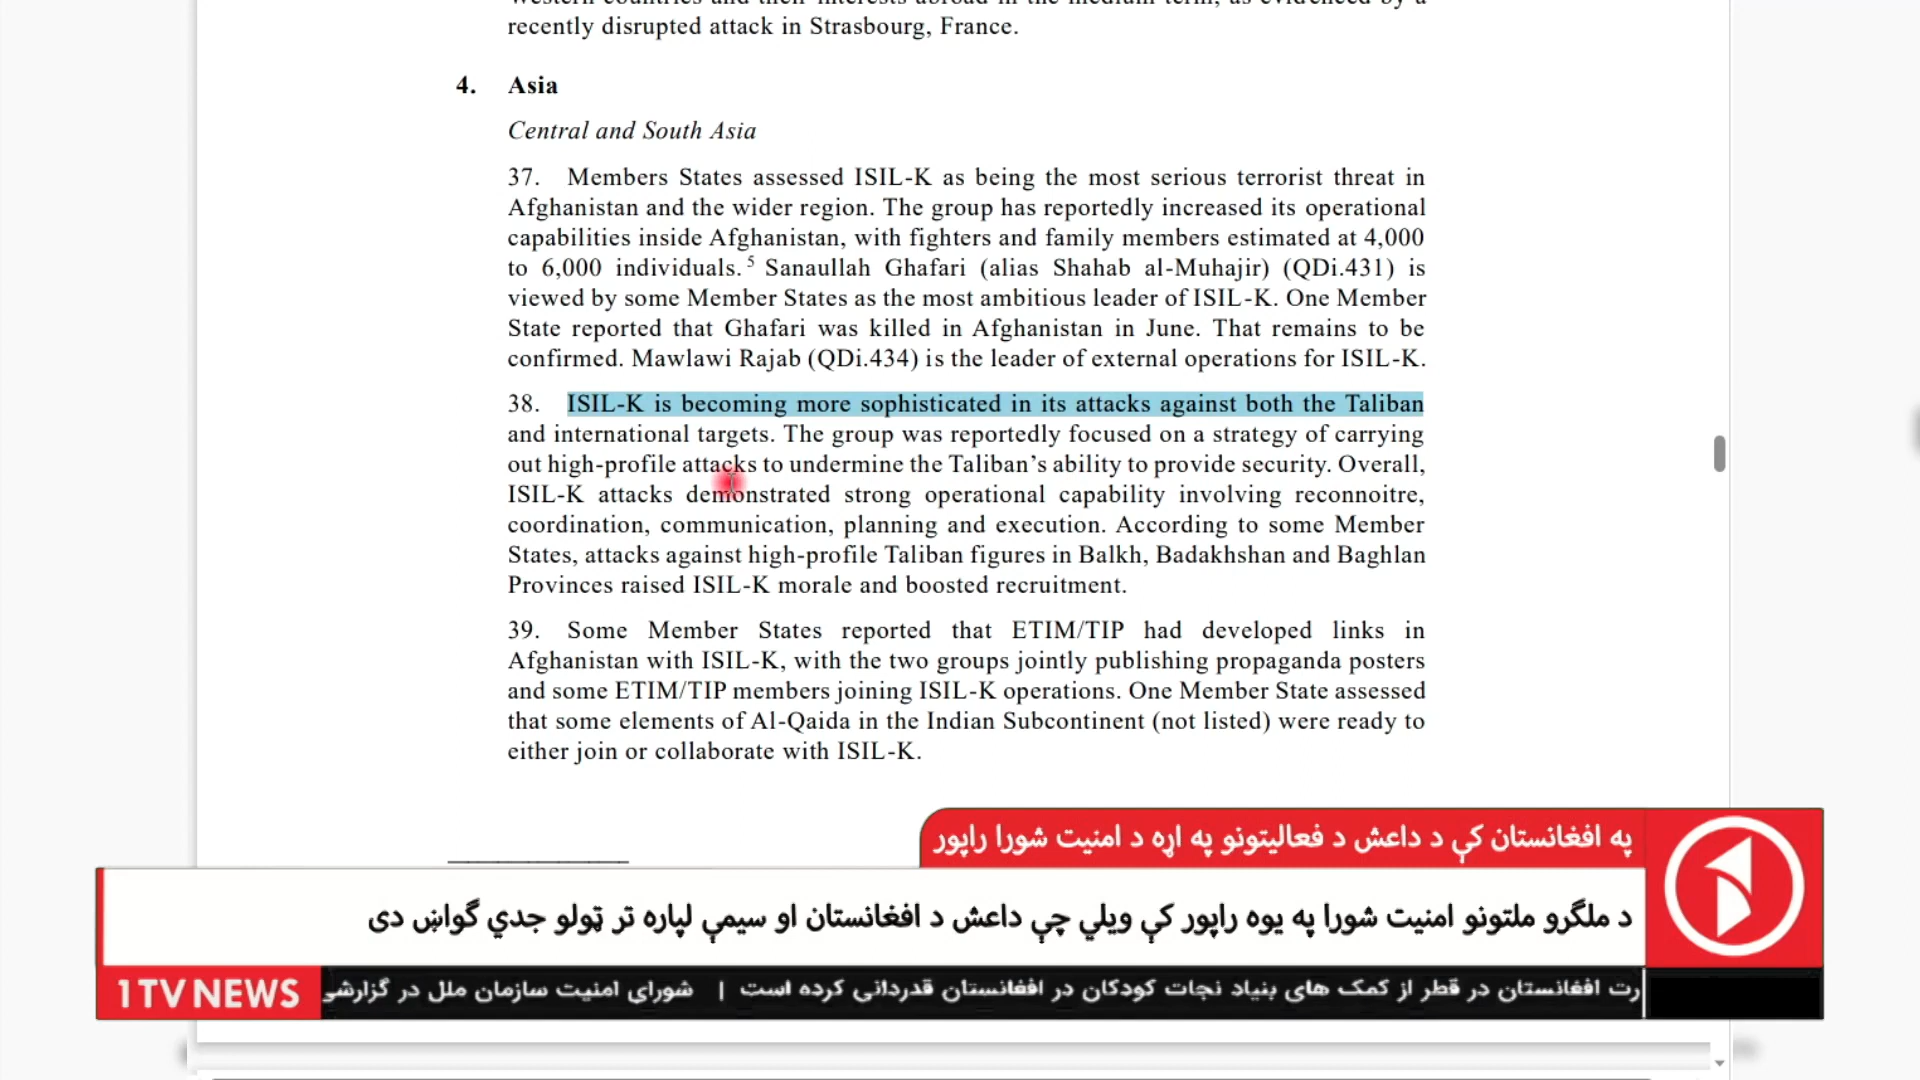 Western countries and their interests abroad in the medium term, as evidenced by a
recently disrupted attack in Strasbourg, France.
4. Asia
Central and South Asia
37. Members States assessed ISIL-K as being the most serious terrorist threat in
Afghanistan and the wider region. The group has reportedly increased its operational
capabilities inside Afghanistan, with fighters and family members estimated at 4,000
to 6,000 individuals. 5 Sanaullah Ghafari (alias Shahab al-Muhajir) (QDi.431) is
viewed by some Member States as the most ambitious leader of ISIL-K. One Member
State reported that Ghafari was killed in Afghanistan in June. That remains to be
confirmed. Mawlawi Rajab (QDi.434) is the leader of external operations for ISIL-K.
38. ISIL-K is becoming more sophisticated in its attacks against both the Taliban
and international targets. The group was reportedly focused on a strategy of carrying
out high-profile attacks to undermine the Taliban’s ability to provide security. Overall,
ISIL-K attacks demonstrated strong operational capability involving reconnoitre,
coordination, communication, planning and execution. According to some Member
States, attacks against high-profile Taliban figures in Balkh, Badakhshan and Baghlan
Provinces raised ISIL-K morale and boosted recruitment.
39. Some Member States reported that ETIM/TIP had developed links in
Afghanistan with ISIL-K, with the two groups jointly publishing propaganda posters
and some ETIM/TIP members joining ISIL-K operations. One Member State assessed
that some elements of Al-Qaida in the Indian Subcontinent (not listed) were ready to
either join or collaborate with ISIL-K.
په افغانستان کې د داعش د فعالیتونو په اړه د امنیت شورا راپور
د ملګرو ملتونو امنیت شورا په یوه راپور کې ویلي چې داعش د افغانستان او سیمې لپاره تر ټولو جدي ګواښ دی
1TV NEWS
رت افغانستان در قطر از کمک های بنیاد نجات کودکان در افغانستان قدردانی کرده است | شورای امنیت سازمان ملل در گزارشی